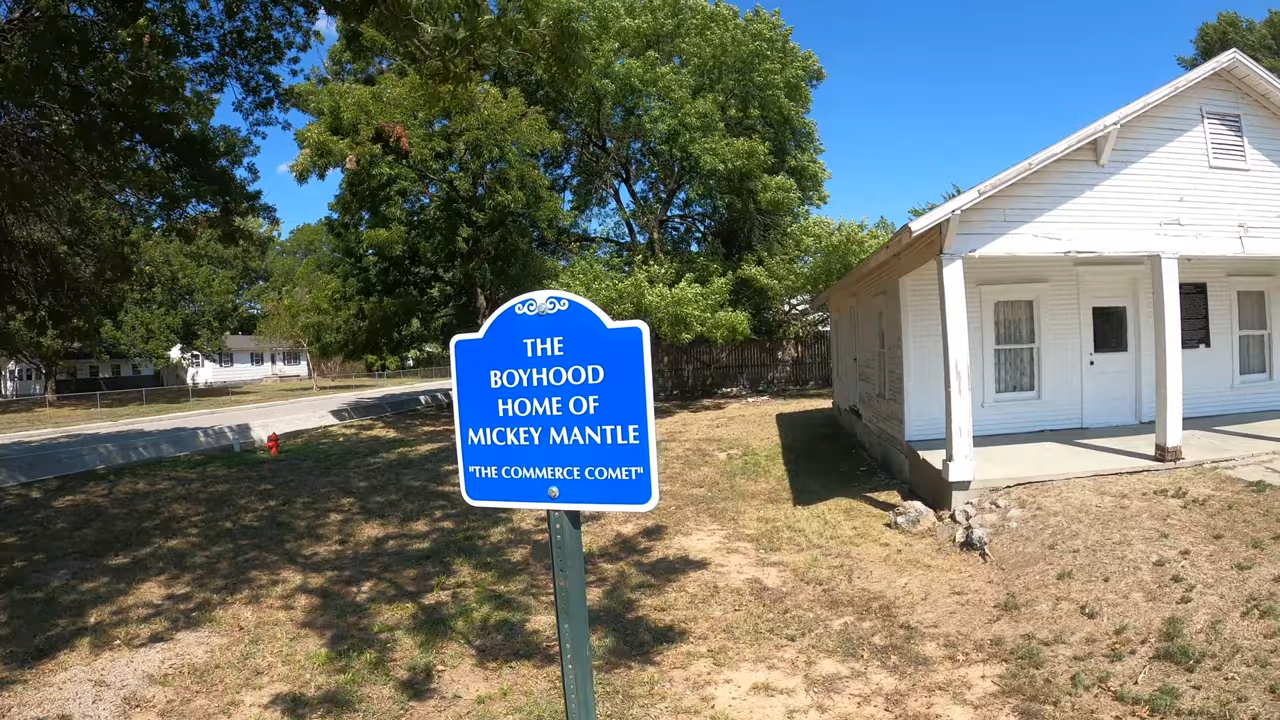 THE
BOYHOOD
HOME OF
MICKEY MANTLE
"THE COMMERCE COMET"